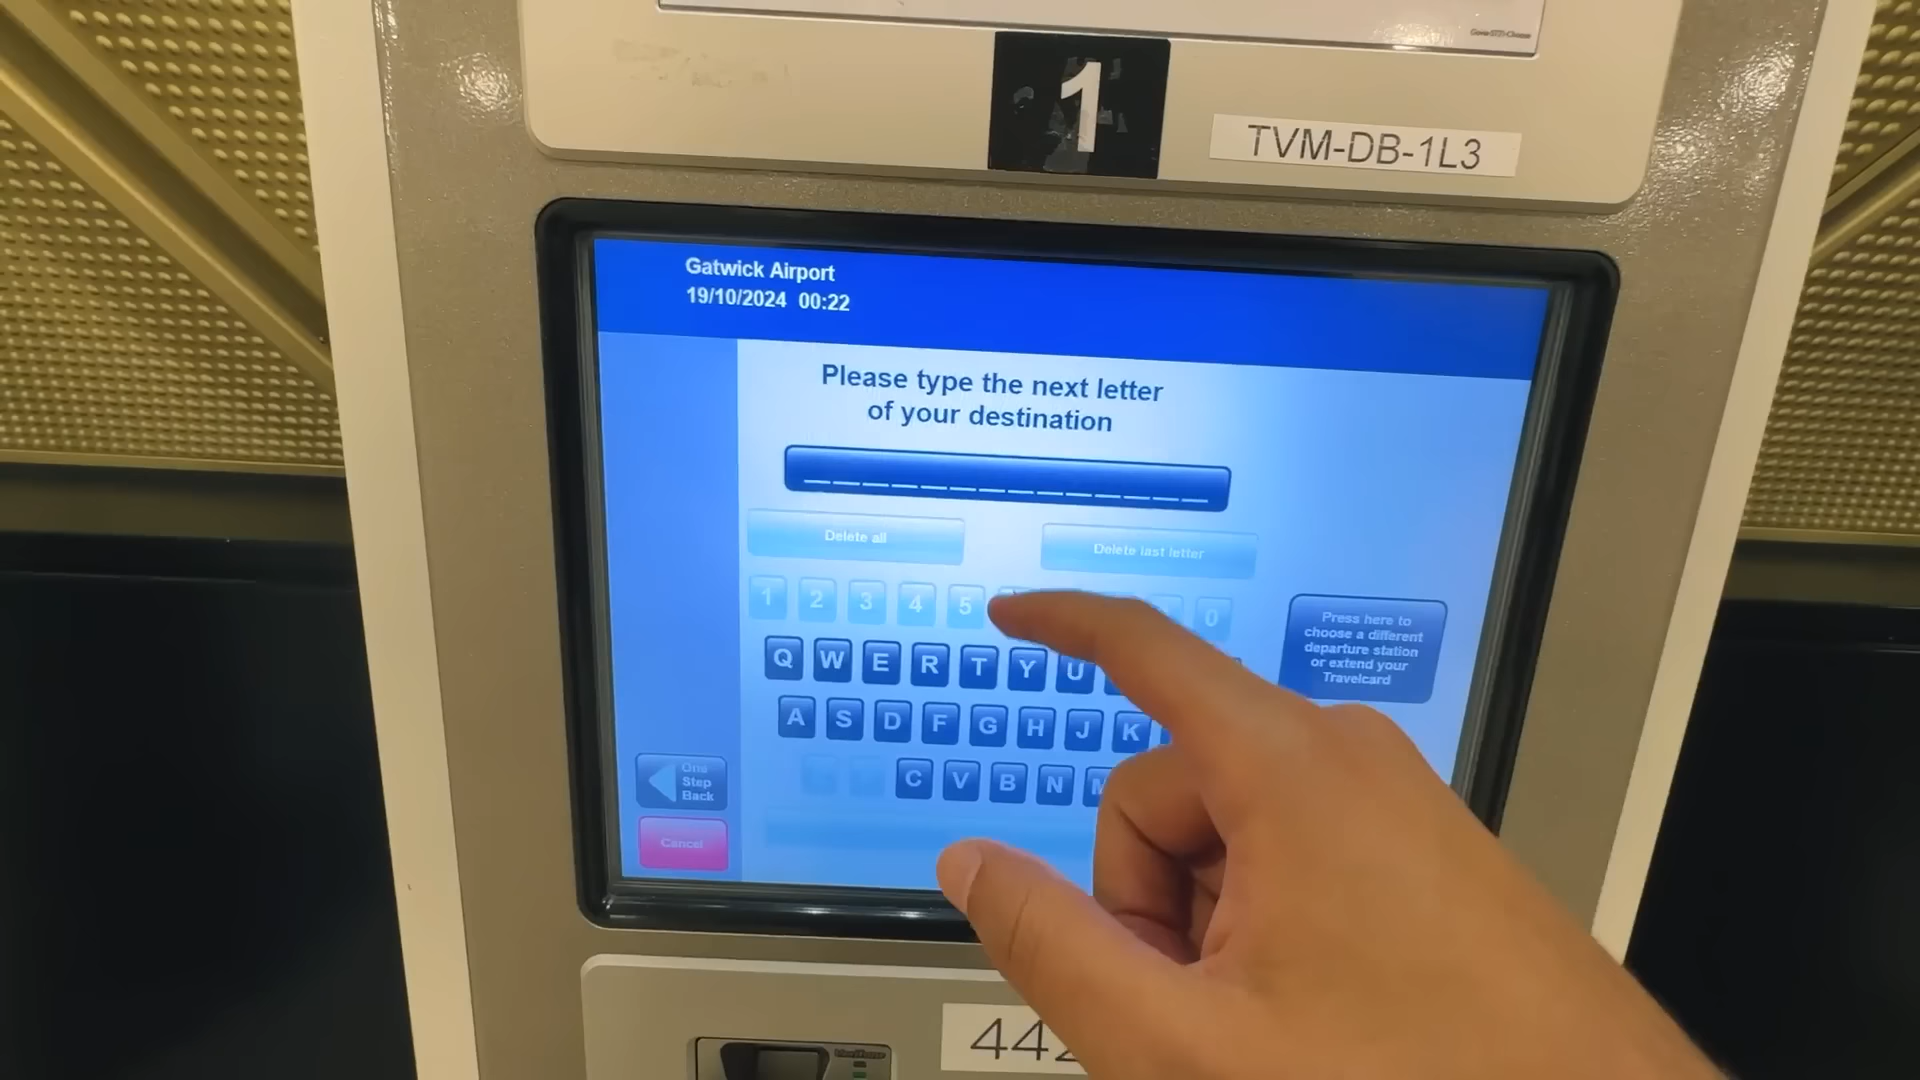 1
TVM-DB-1L3
Gatwick Airport
19/10/2024 00:22
Please type the next letter
of your destination
Delete all
Delete last letter
1 2 3 4 5 0
Q W E R T Y U
A S D F G H J K
C V B N M
Press here to
choose a different
departure station
or extend your
Travelcard
One
Step
Back
Cancel
442